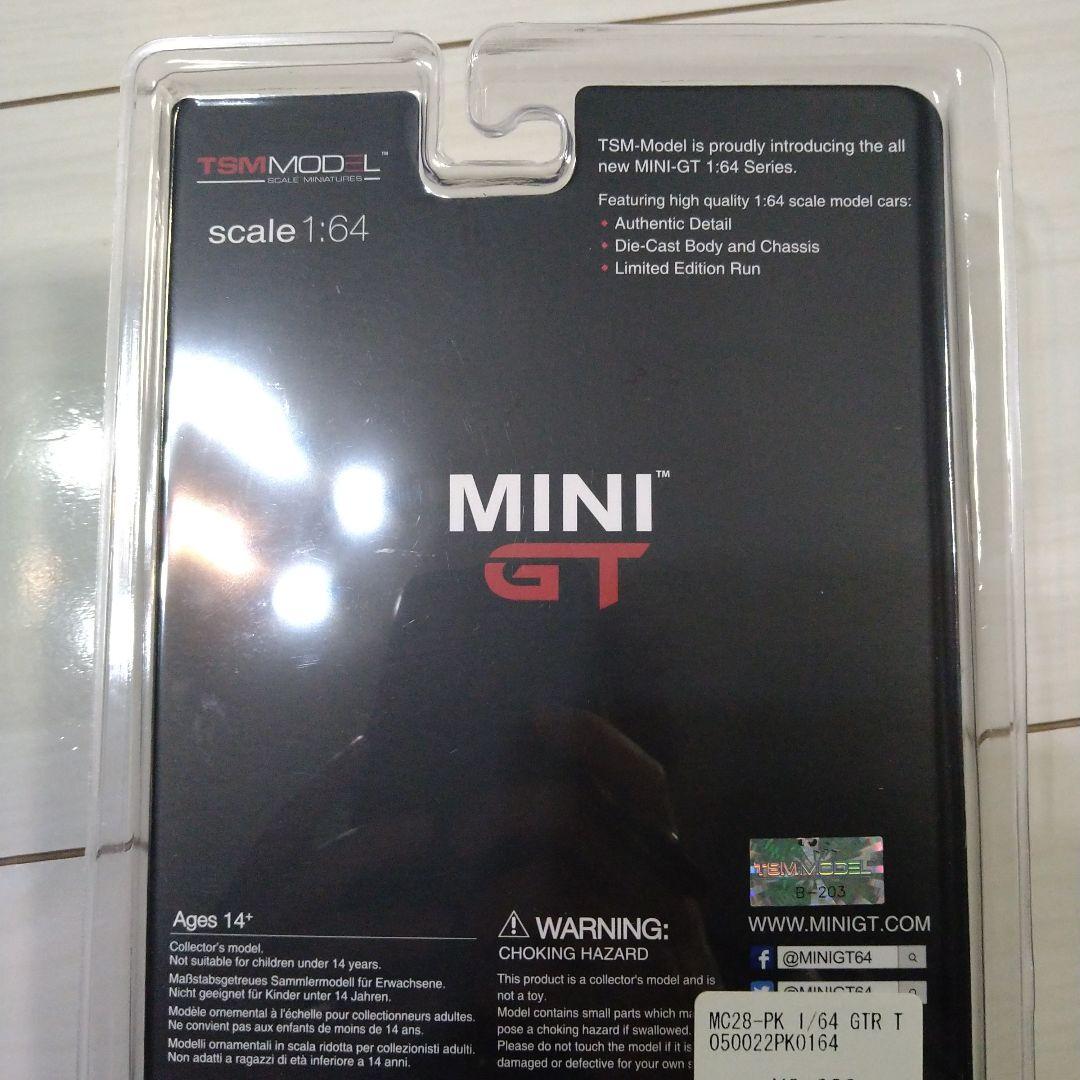 TSMMODEL™
SCALE MINIATURES
scale 1:64
TSM-Model is proudly introducing the all
new MINI-GT 1:64 Series.
Featuring high quality 1:64 scale model cars:
• Authentic Detail
• Die-Cast Body and Chassis
• Limited Edition Run
MINI™
GT
TSMMODEL
B-203
Ages 14+
Collector's model.
Not suitable for children under 14 years.
Maßstabsgetreues Sammlermodell für Erwachsene.
Nicht geeignet für Kinder unter 14 Jahren.
Modèle ornemental à l'échelle pour collectionneurs adultes.
Ne convient pas aux enfants de moins de 14 ans.
Modelli ornamentali in scala ridotta per collezionisti adulti.
Non adatti a ragazzi di età inferiore a 14 anni.
WARNING:
CHOKING HAZARD
This product is a collector's model and is
not a toy.
Model contains small parts which
pose a choking hazard if swallowed.
Please do not touch the model if it is
damaged or defective for your own
WWW.MINIGT.COM
f @MINIGT64
@MINIGT64
MC28-PK 1/64 GTR T
050022PK0164